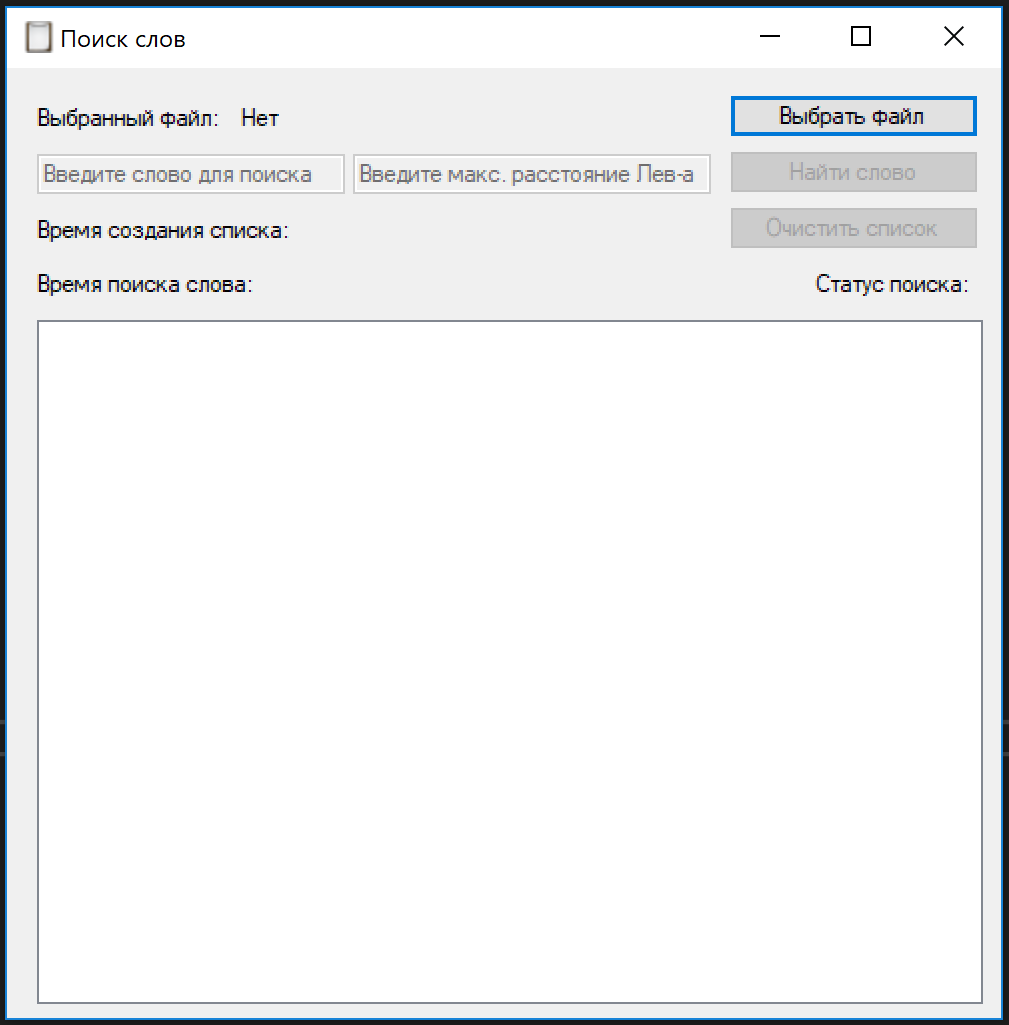 Поиск слов
Выбранный файл: Нет
Выбрать файл
Введите слово для поиска
Введите макс. расстояние Лев-а
Найти слово
Время создания списка:
Очистить список
Время поиска слова:
Статус поиска: